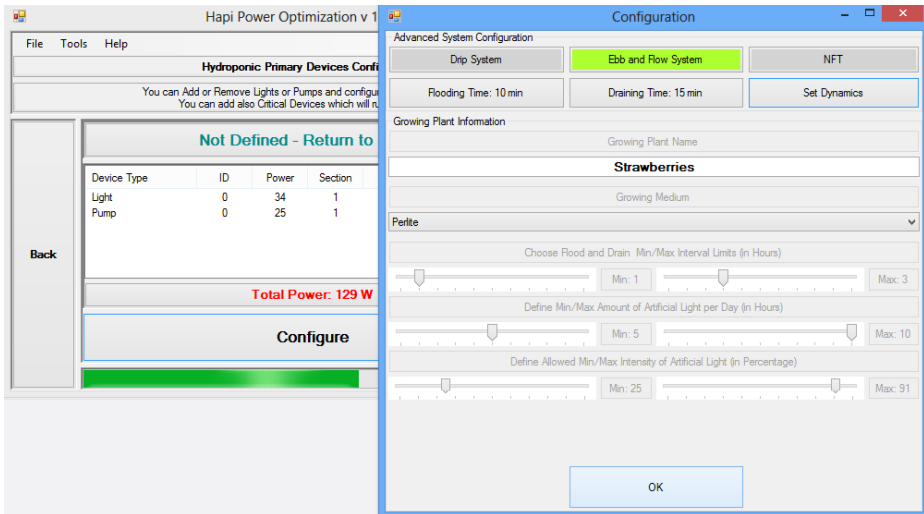 Hapi Power Optimization v 1
File Tools Help
Hydroponic Primary Devices Confi
You can Add or Remove Lights or Pumps and configur
You can add also Critical Devices which will ru
Back
Not Defined - Return to
Device Type ID Power Section
Light 0 34 1
Pump 0 25 1
Total Power: 129 W
Configure
Configuration
Advanced System Configuration
Drip System Ebb and Flow System NFT
Flooding Time: 10 min Draining Time: 15 min Set Dynamics
Growing Plant Information
Growing Plant Name
Strawberries
Growing Medium
Perlite
Choose Flood and Drain Min/Max Interval Limits (in Hours)
Min: 1 Max: 3
Define Min/Max Amount of Artificial Light per Day (in Hours)
Min: 5 Max: 10
Define Allowed Min/Max Intensity of Artificial Light (in Percentage)
Min: 25 Max: 91
OK